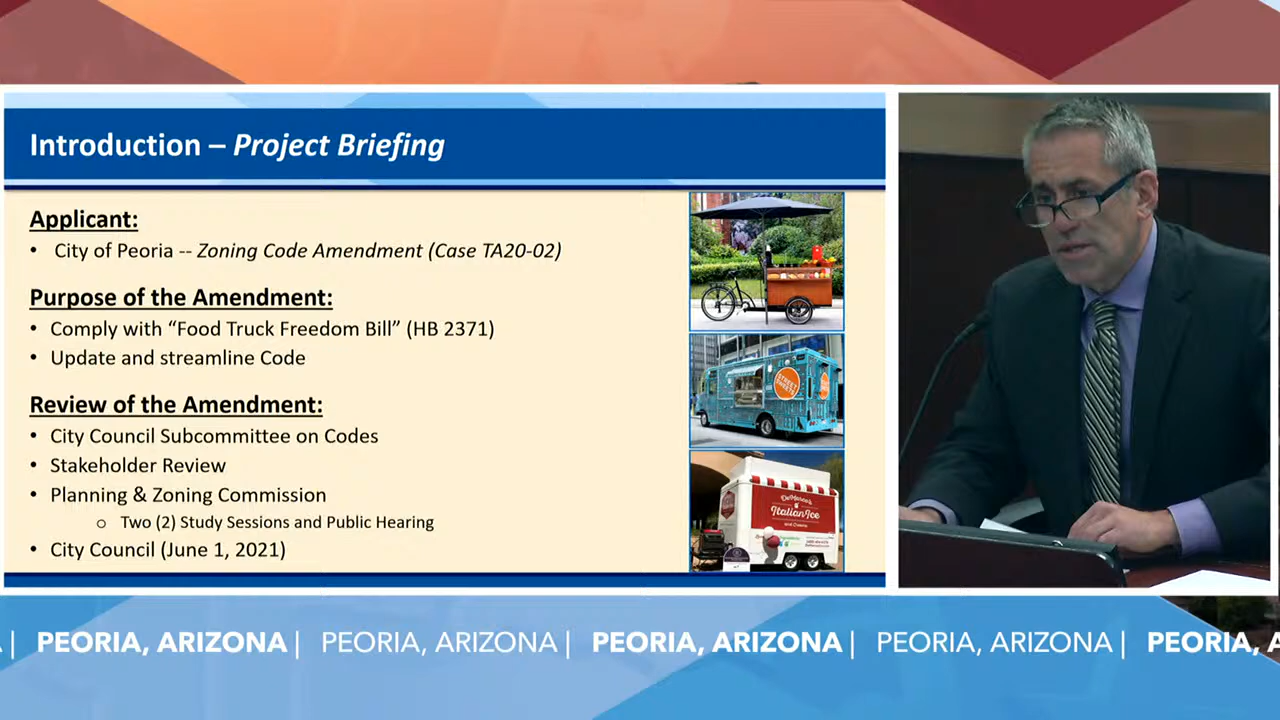 Introduction – Project Briefing
Applicant:
• City of Peoria -- Zoning Code Amendment (Case TA20-02)
Purpose of the Amendment:
• Comply with “Food Truck Freedom Bill” (HB 2371)
• Update and streamline Code
Review of the Amendment:
• City Council Subcommittee on Codes
• Stakeholder Review
• Planning & Zoning Commission
o Two (2) Study Sessions and Public Hearing
• City Council (June 1, 2021)
STREET
SWEETS
Italian Ice
| PEORIA, ARIZONA | PEORIA, ARIZONA | PEORIA, ARIZONA | PEORIA, ARIZONA | PEORIA, A